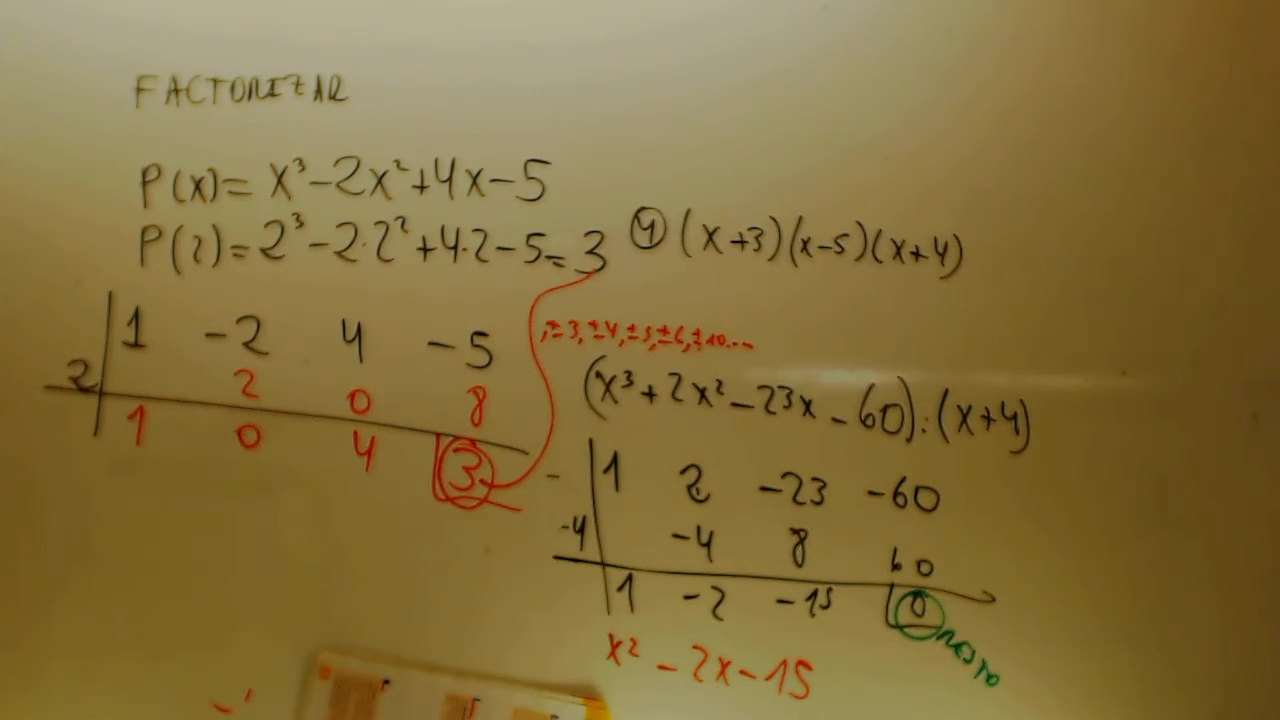 FACTORIZAR
P(x)= x³-2x²+4x-5
P(2)=2³-2·2²+4·2-5=3
1 -2 4 -5
2 2 0 8
1 0 4 3
④ (x+3)(x-5)(x+4)
,±3,±4,±5,±6,±10...
(x³+2x²-23x-60):(x+4)
1 2 -23 -60
-4 -4 8 60
1 -2 -15 0
x²-2x-15